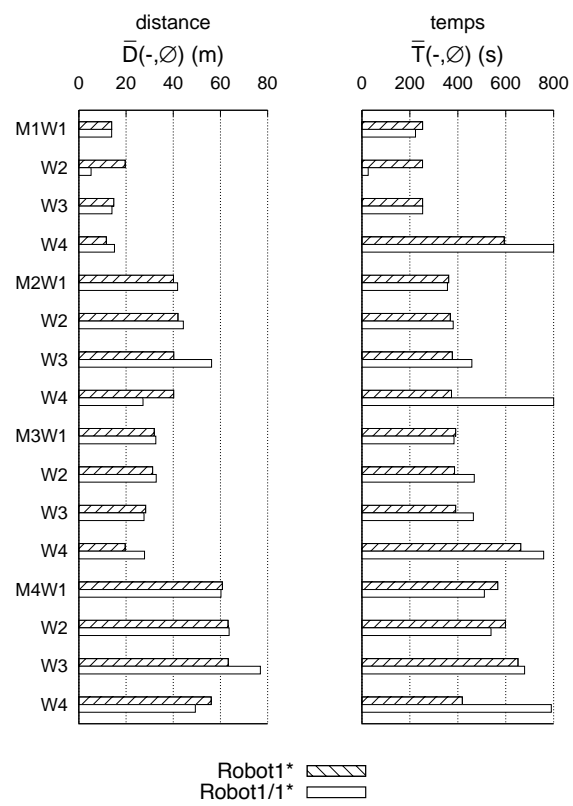 distance temps
D̅(-,∅) (m) T̅(-,∅) (s)
0 20 40 60 80 0 200 400 600 800
M1W1
W2
W3
W4
M2W1
W2
W3
W4
M3W1
W2
W3
W4
M4W1
W2
W3
W4
Robot1*
Robot1/1*